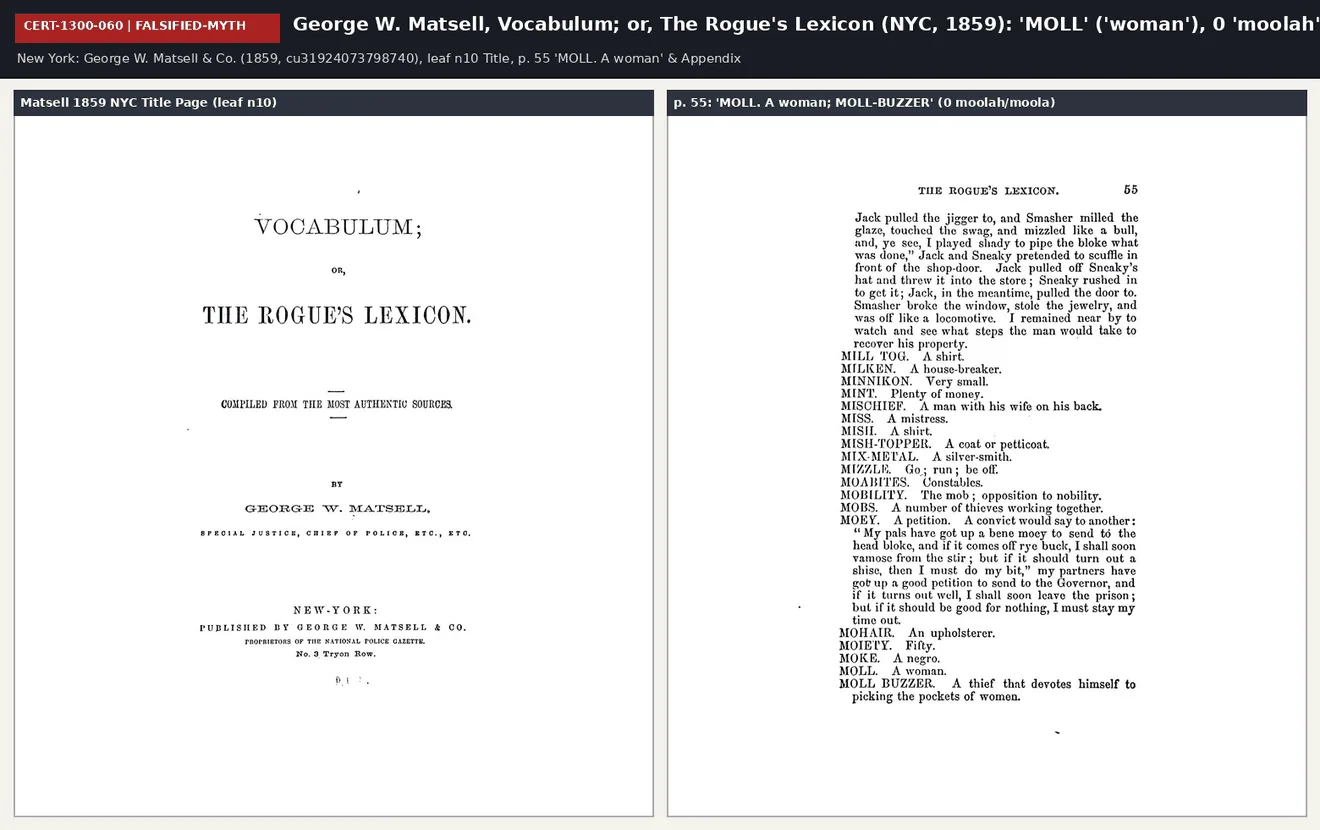 CERT-1300-060 | FALSIFIED-MYTH
George W. Matsell, Vocabulum; or, The Rogue's Lexicon (NYC, 1859): 'MOLL' ('woman'), 0 'moolah'
New York: George W. Matsell & Co. (1859, cu31924073798740), leaf n10 Title, p. 55 'MOLL. A woman' & Appendix
Matsell 1859 NYC Title Page (leaf n10)
VOCABULUM;
OR,
THE ROGUE'S LEXICON.
COMPILED FROM THE MOST AUTHENTIC SOURCES.
BY
GEORGE W. MATSELL,
SPECIAL JUSTICE, CHIEF OF POLICE, ETC., ETC.
NEW-YORK:
PUBLISHED BY GEORGE W. MATSELL & CO.
PROPRIETORS OF THE NATIONAL POLICE GAZETTE.
No. 3 Tryon Row.
p. 55: 'MOLL. A woman; MOLL-BUZZER' (0 moolah/moola)
THE ROGUE'S LEXICON. 55
Jack pulled the jigger to, and Smasher milled the
glaze, touched the swag, and mizzled like a bull,
and, ye see, I played shady to pipe the bloke what
was done," Jack and Sneaky pretended to scuffle in
front of the shop-door. Jack pulled off Sneaky's
hat and threw it into the store; Sneaky rushed in
to get it; Jack, in the meantime, pulled the door to.
Smasher broke the window, stole the jewelry, and
was off like a locomotive. I remained near by to
watch and see what steps the man would take to
recover his property.
MILL TOG. A shirt.
MILKEN. A house-breaker.
MINNIKON. Very small.
MINT. Plenty of money.
MISCHIEF. A man with his wife on his back.
MISS. A mistress.
MISH. A shirt.
MISH-TOPPER. A coat or petticoat.
MIX-METAL. A silver-smith.
MIZZLE. Go; run; be off.
MOABITES. Constables.
MOBILITY. The mob; opposition to nobility.
MOBS. A number of thieves working together.
MOEY. A petition. A convict would say to another:
"My pals have got up a bene moey to send to the
head bloke, and if it comes off rye buck, I shall soon
vamose from the stir; but if it should turn out a
shise, then I must do my bit," my partners have
got up a good petition to send to the Governor, and
if it turns out well, I shall soon leave the prison;
but if it should be good for nothing, I must stay my
time out.
MOHAIR. An upholsterer.
MOIETY. Fifty.
MOKE. A negro.
MOLL. A woman.
MOLL BUZZER. A thief that devotes himself to
picking the pockets of women.